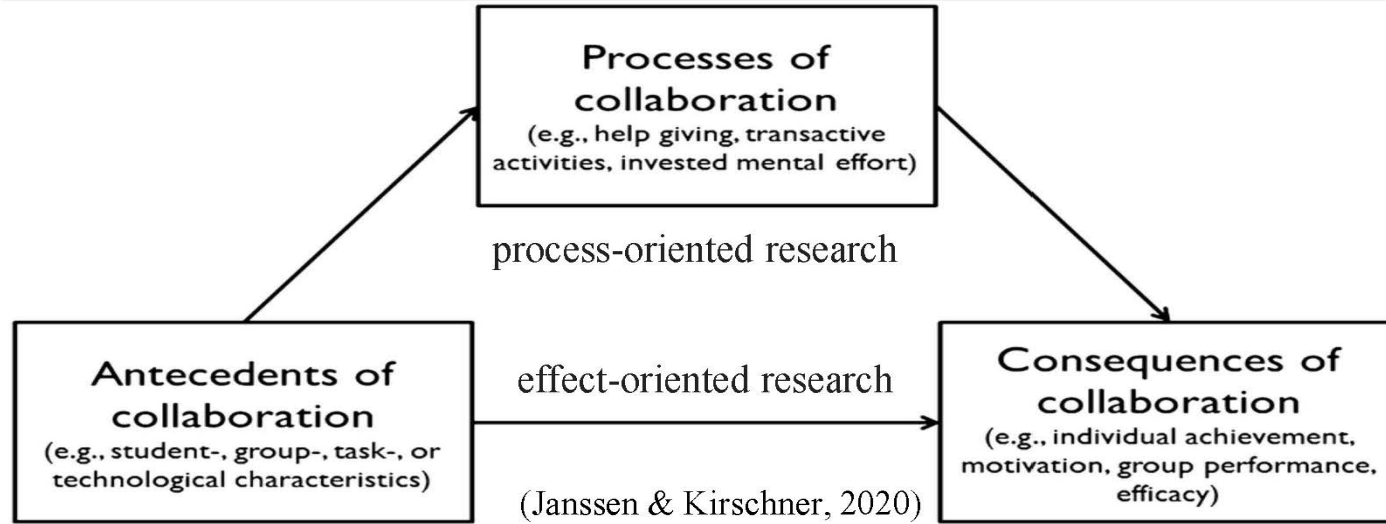 Processes of
collaboration
(e.g., help giving, transactive
activities, invested mental effort)
process-oriented research
Antecedents of
collaboration
(e.g., student-, group-, task-, or
technological characteristics)
effect-oriented research
(Janssen & Kirschner, 2020)
Consequences of
collaboration
(e.g., individual achievement,
motivation, group performance,
efficacy)